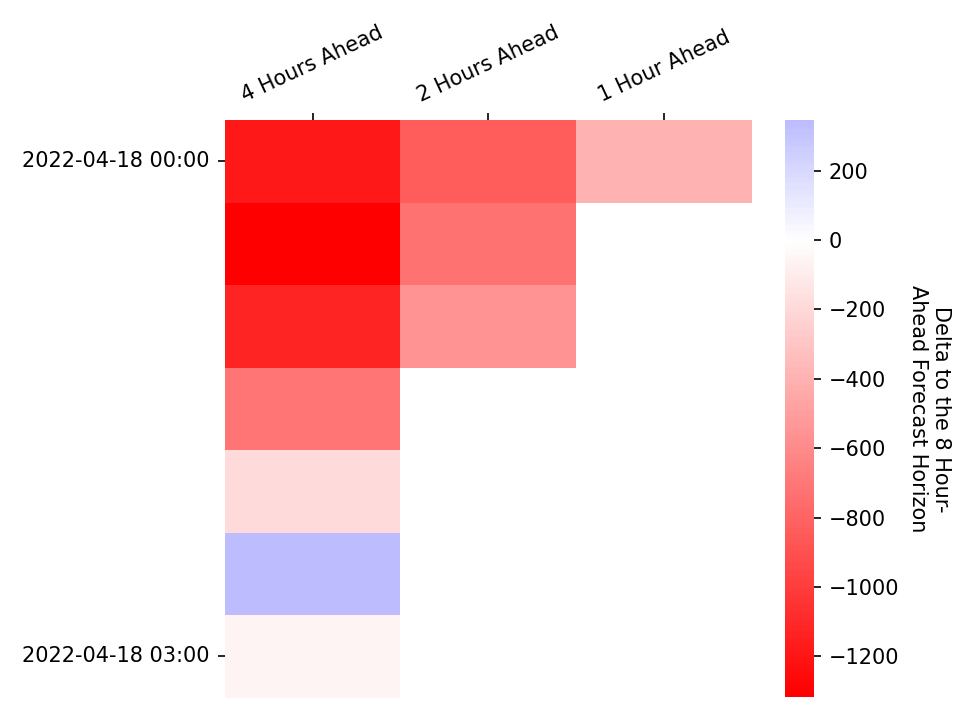 4 Hours Ahead
2 Hours Ahead
1 Hour Ahead
2022-04-18 00:00
2022-04-18 03:00
200
0
−200
−400
−600
−800
−1000
−1200
Delta to the 8 Hour-
Ahead Forecast Horizon